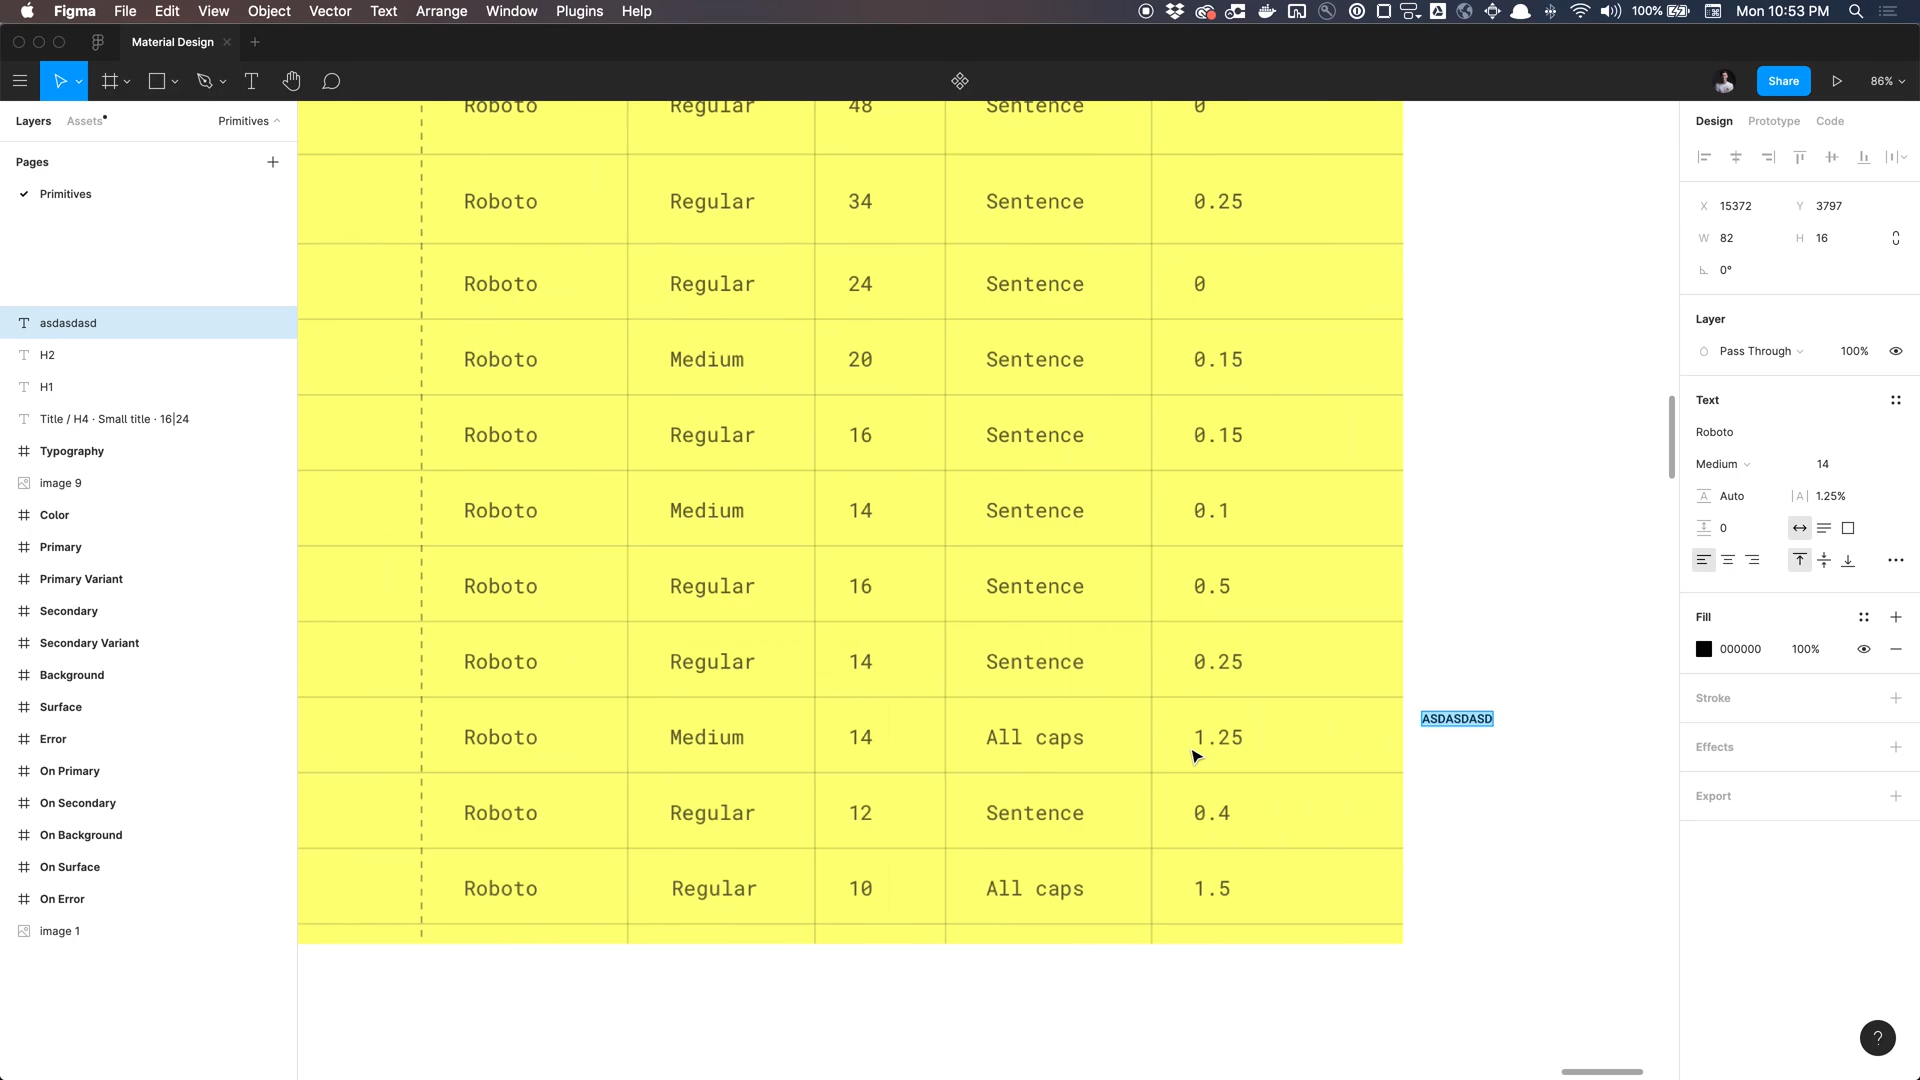 Figma File Edit View Object Vector Text Arrange Window Plugins Help 100% Mon 10:53 PM
Material Design
Share 86%
Layers Assets Primitives
Pages
Primitives
asdasdasd
H2
H1
Title / H4 · Small title · 16|24
Typography
image 9
Color
Primary
Primary Variant
Secondary
Secondary Variant
Background
Surface
Error
On Primary
On Secondary
On Background
On Surface
On Error
image 1
Roboto Regular 48 Sentence 0
Roboto Regular 34 Sentence 0.25
Roboto Regular 24 Sentence 0
Roboto Medium 20 Sentence 0.15
Roboto Regular 16 Sentence 0.15
Roboto Medium 14 Sentence 0.1
Roboto Regular 16 Sentence 0.5
Roboto Regular 14 Sentence 0.25
Roboto Medium 14 All caps 1.25
Roboto Regular 12 Sentence 0.4
Roboto Regular 10 All caps 1.5
ASDASDASD
Design Prototype Code
X 15372 Y 3797
W 82 H 16
0°
Layer
Pass Through 100%
Text
Roboto
Medium 14
A Auto |A| 1.25%
0
Fill
000000 100%
Stroke
Effects
Export
?